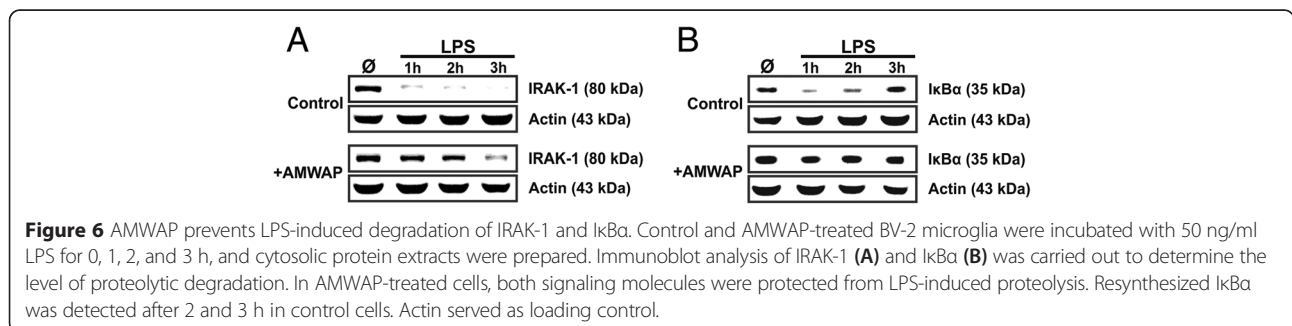 A
B
LPS
LPS
Ø 1h 2h 3h
Ø 1h 2h 3h
Control IRAK-1 (80 kDa)
Actin (43 kDa)
+AMWAP IRAK-1 (80 kDa)
Actin (43 kDa)
Control IκBα (35 kDa)
Actin (43 kDa)
+AMWAP IκBα (35 kDa)
Actin (43 kDa)
Figure 6 AMWAP prevents LPS-induced degradation of IRAK-1 and IκBα. Control and AMWAP-treated BV-2 microglia were incubated with 50 ng/ml
LPS for 0, 1, 2, and 3 h, and cytosolic protein extracts were prepared. Immunoblot analysis of IRAK-1 (A) and IκBα (B) was carried out to determine the
level of proteolytic degradation. In AMWAP-treated cells, both signaling molecules were protected from LPS-induced proteolysis. Resynthesized IκBα
was detected after 2 and 3 h in control cells. Actin served as loading control.